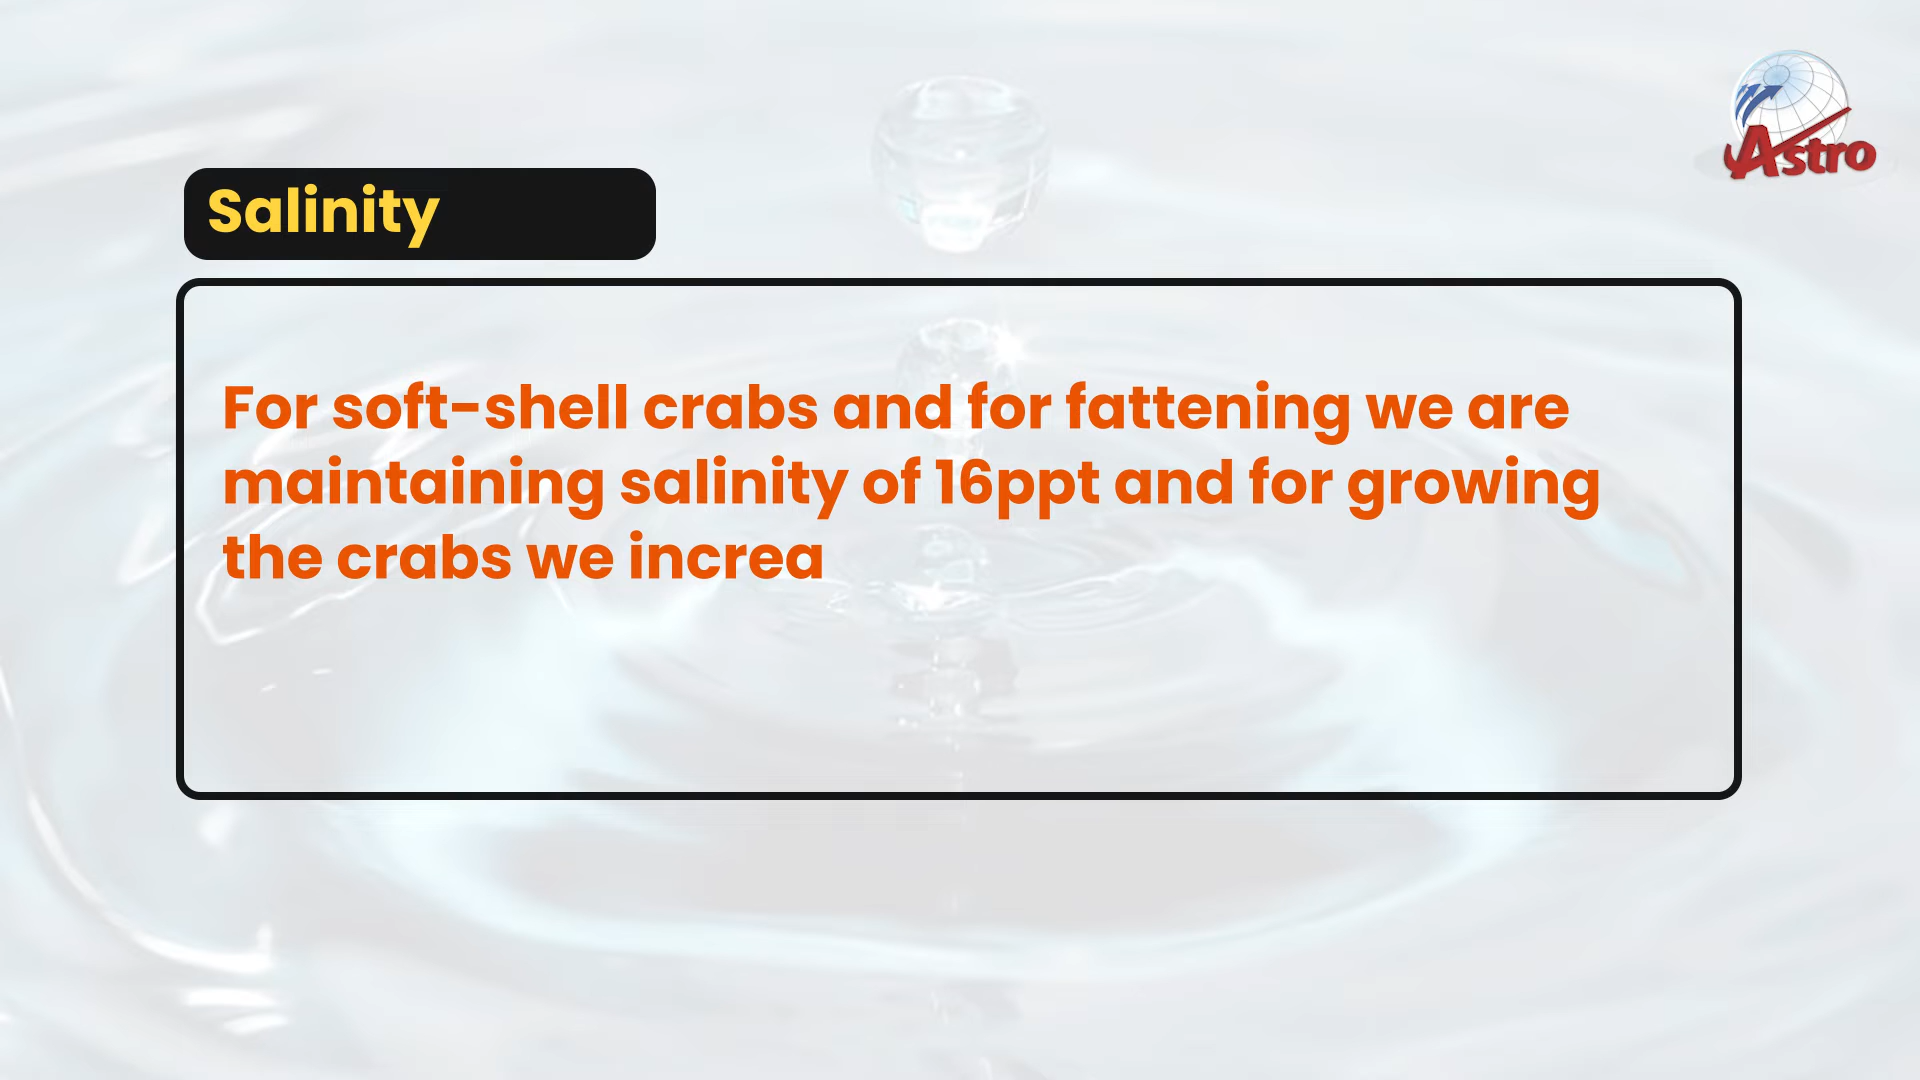 Astro
Salinity
For soft-shell crabs and for fattening we are
maintaining salinity of 16ppt and for growing
the crabs we increa